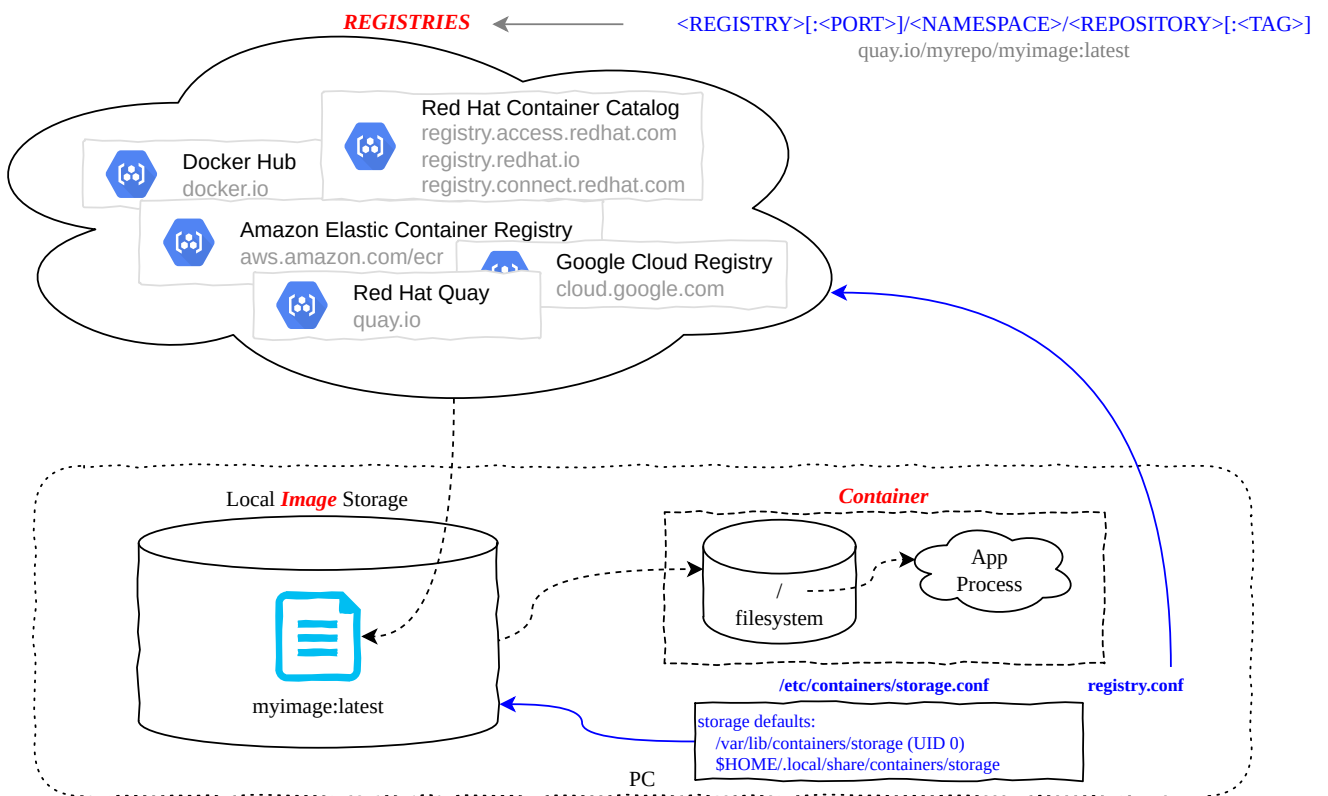 REGISTRIES
<REGISTRY>[:<PORT>]/<NAMESPACE>/<REPOSITORY>[:<TAG>]
quay.io/myrepo/myimage:latest
Red Hat Container Catalog
registry.access.redhat.com
registry.redhat.io
registry.connect.redhat.com
Docker Hub
docker.io
Amazon Elastic Container Registry
aws.amazon.com/ecr
Google Cloud Registry
cloud.google.com
Red Hat Quay
quay.io
Local Image Storage
myimage:latest
Container
/
filesystem
App
Process
/etc/containers/storage.conf
registry.conf
storage defaults:
/var/lib/containers/storage (UID 0)
$HOME/.local/share/containers/storage
PC